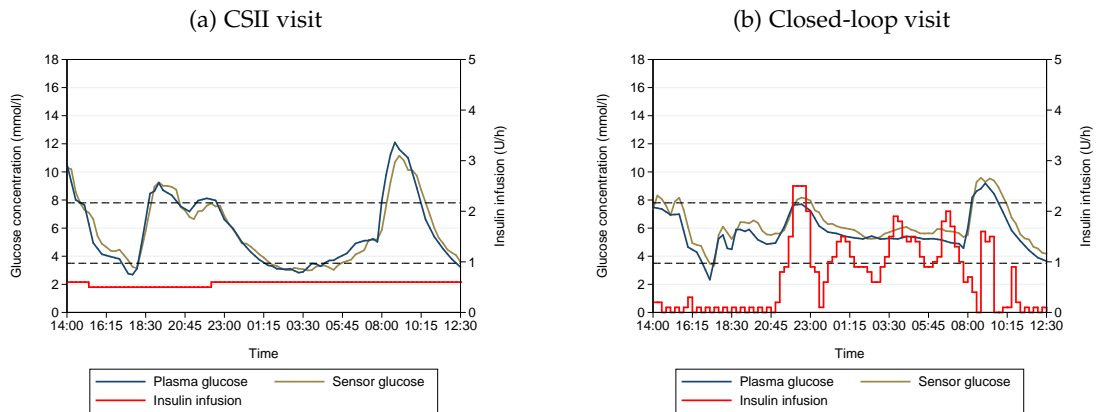 (a) CSII visit
Glucose concentration (mmol/l)
18
16
14
12
10
8
6
4
2
0
5
4
3
2
1
0
Insulin infusion (U/h)
14:00 16:15 18:30 20:45 23:00 01:15 03:30 05:45 08:00 10:15 12:30
Time
Plasma glucose Sensor glucose
Insulin infusion
(b) Closed-loop visit
Glucose concentration (mmol/l)
18
16
14
12
10
8
6
4
2
0
5
4
3
2
1
0
Insulin infusion (U/h)
14:00 16:15 18:30 20:45 23:00 01:15 03:30 05:45 08:00 10:15 12:30
Time
Plasma glucose Sensor glucose
Insulin infusion